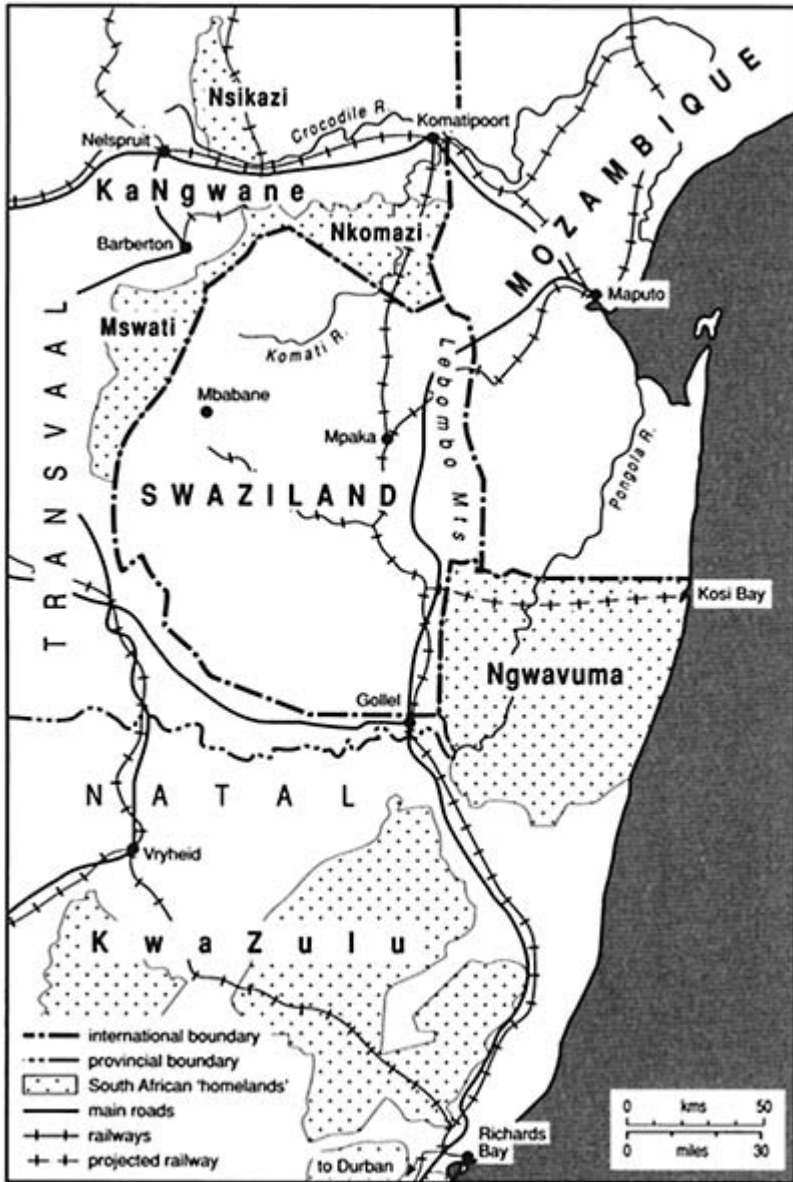 Nsikazi
Crocodile R.
Komatipoort
Nelspruit
MOZAMBIQUE
KaNgwane
Nkomazi
Barberton
Maputo
Mswati
TRANSVAAL
Komati R.
Lebombo Mts
Mbabane
Mpaka
Pongola R.
SWAZILAND
Kosi Bay
Ngwavuma
Gollel
NATAL
Vryheid
KwaZulu
international boundary
provincial boundary
South African 'homelands'
main roads
railways
projected railway
0 kms 50
0 miles 30
Richards
Bay
to Durban